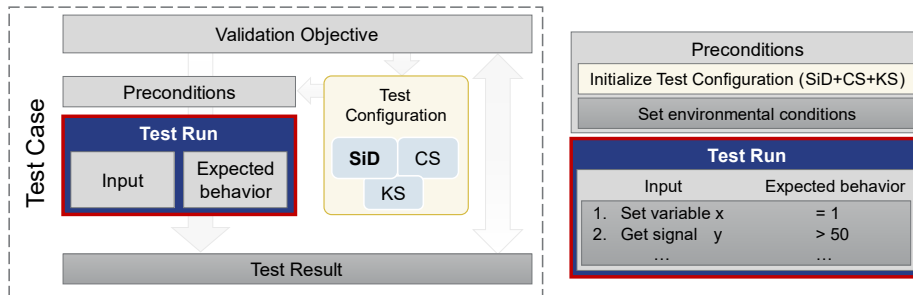 Test Case
Validation Objective
Preconditions
Test Run
Input
Expected
behavior
Test
Configuration
SiD
CS
KS
Test Result
Preconditions
Initialize Test Configuration (SiD+CS+KS)
Set environmental conditions
Test Run
Input Expected behavior
1. Set variable x = 1
2. Get signal y > 50
… …